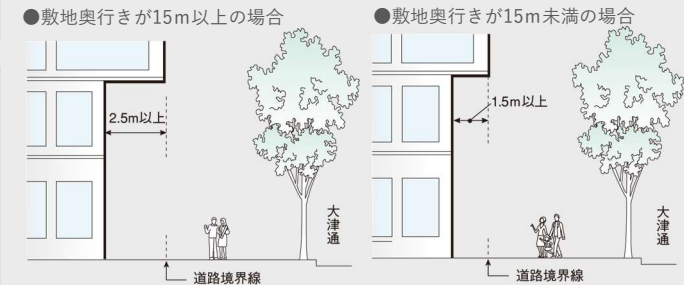 ●敷地奥行きが15m以上の場合
2.5m以上
大津通
道路境界線
●敷地奥行きが15m未満の場合
1.5m以上
大津通
道路境界線